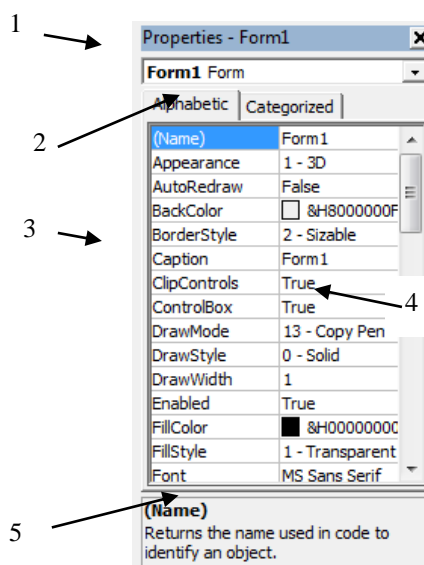 1
Properties - Form1
Form1 Form
Alphabetic Categorized
2
(Name) Form1
Appearance 1 - 3D
AutoRedraw False
BackColor &H8000000F
3
BorderStyle 2 - Sizable
Caption Form1
ClipControls True
4
ControlBox True
DrawMode 13 - Copy Pen
DrawStyle 0 - Solid
DrawWidth 1
Enabled True
FillColor &H00000000
FillStyle 1 - Transparent
Font MS Sans Serif
5
(Name)
Returns the name used in code to
identify an object.